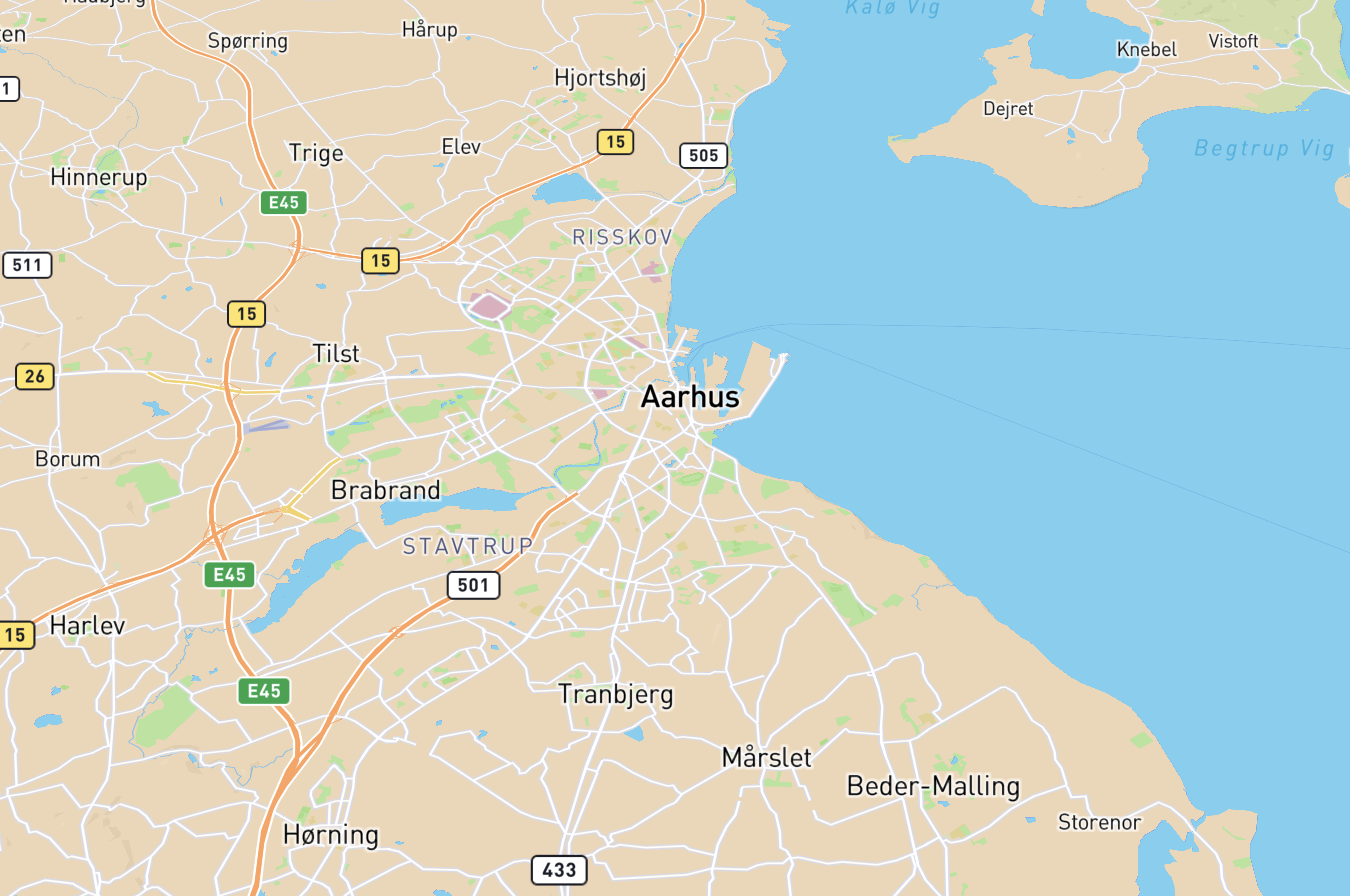 Kalø Vig
Hårup
Spørring
Knebel
Vistoft
Hjortshøj
Dejret
1
15
505
Elev
Trige
Begtrup Vig
Hinnerup
E45
RISSKOV
15
511
15
Tilst
26
Aarhus
Borum
Brabrand
STAVTRUP
E45
501
Harlev
15
E45
Tranbjerg
Mårslet
Beder-Malling
Storenor
Hørning
433